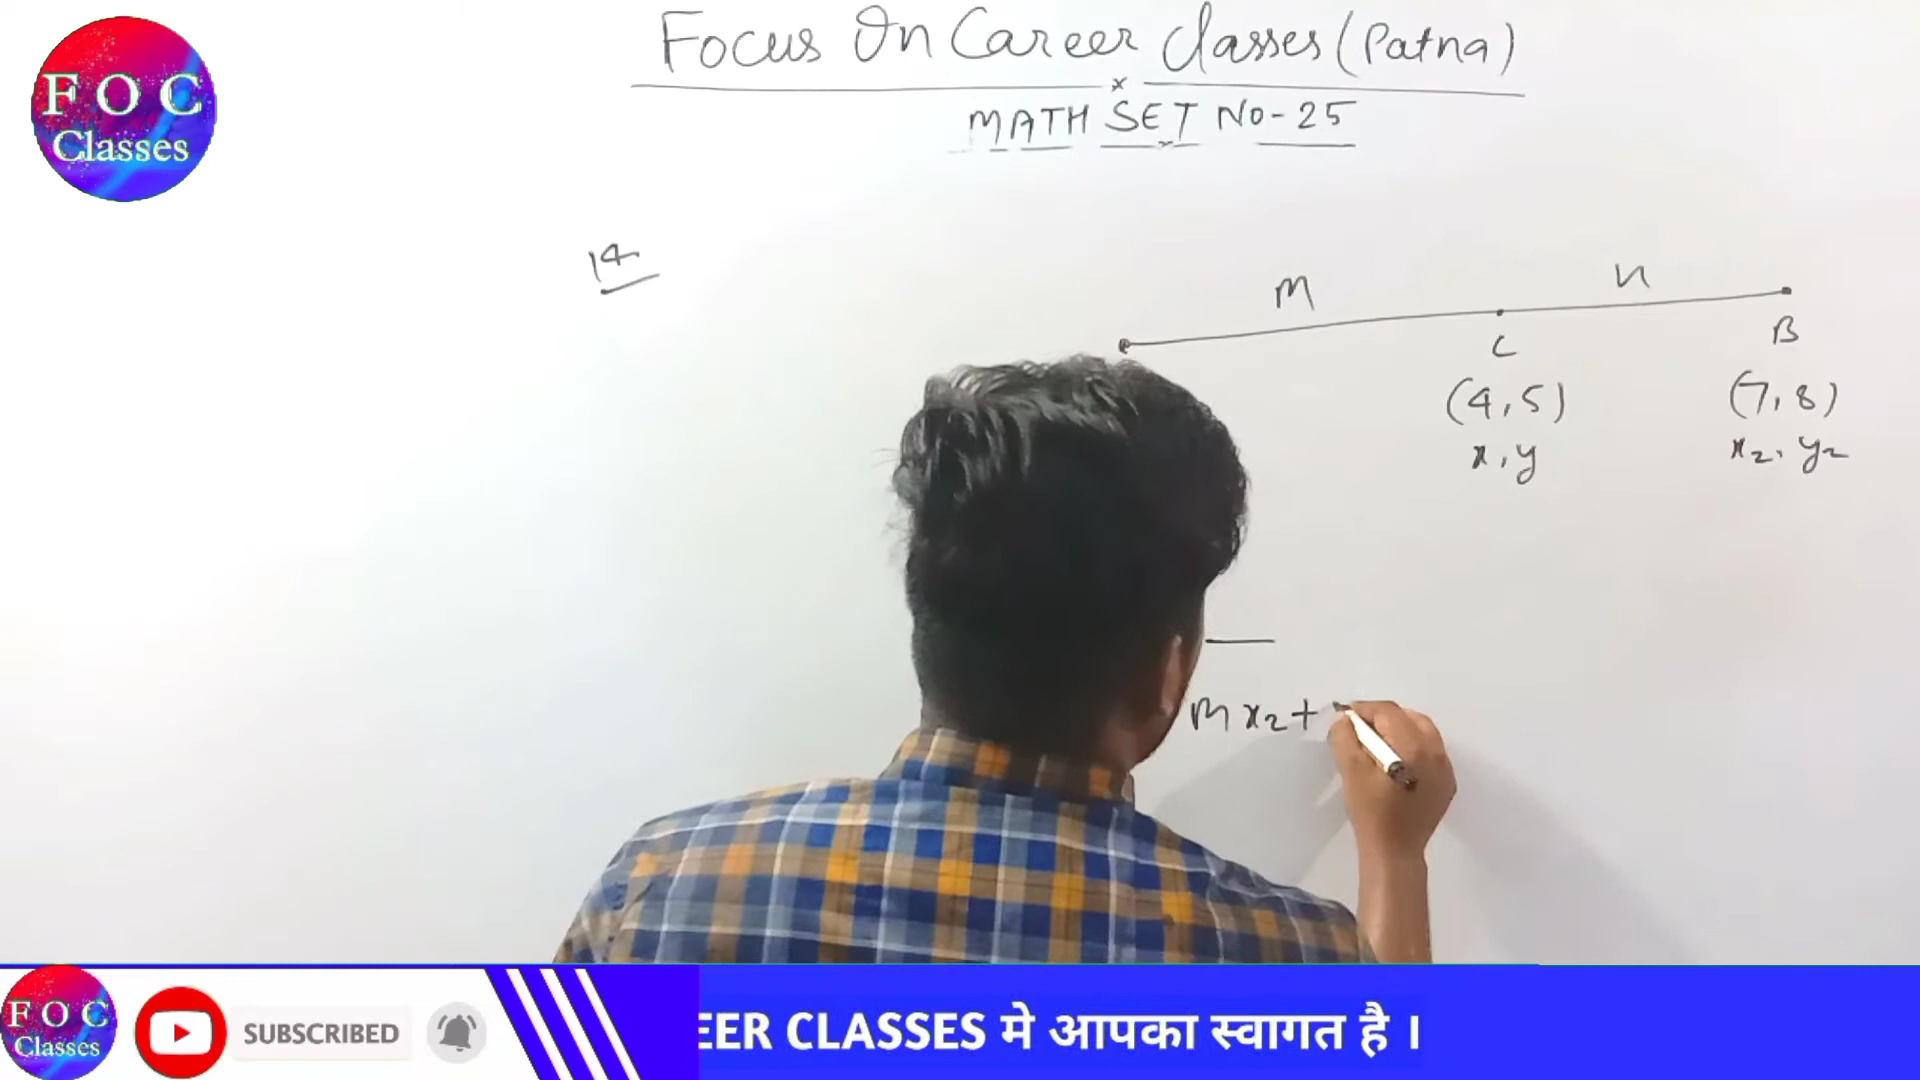 F O C
Classes
Focus On Career Classes (Patna)
MATH SET No-25
14
M
n
C
B
(4,5)
(7,8)
x, y
x2, y2
Mx2+
F O C
Classes
SUBSCRIBED
EER CLASSES मे आपका स्वागत है ।